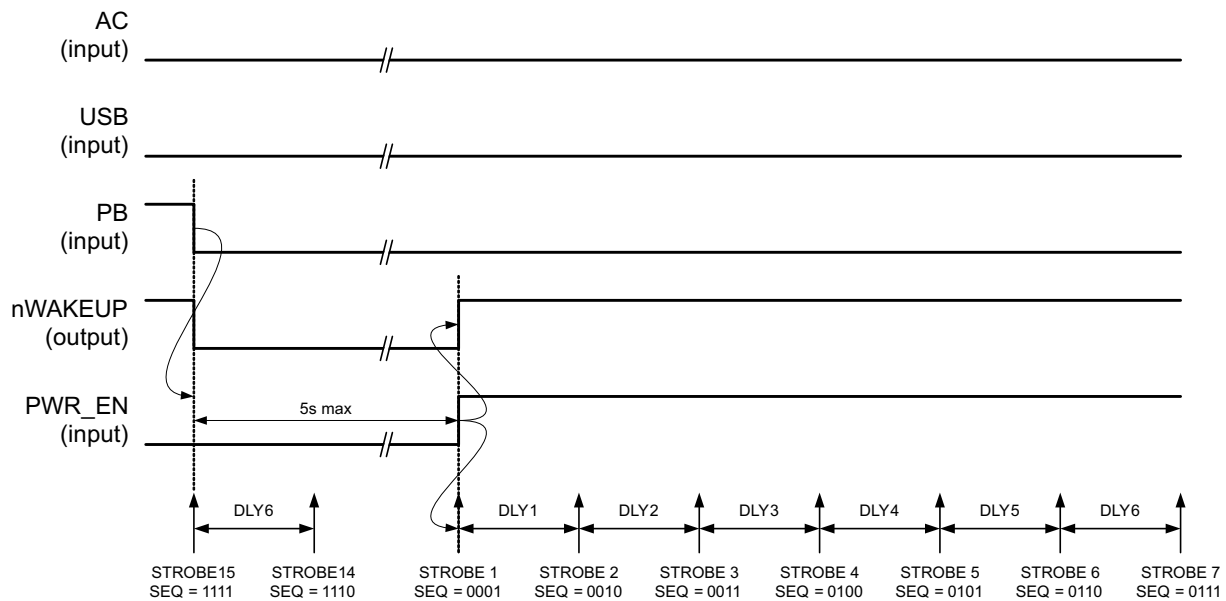 AC
(input)
USB
(input)
PB
(input)
nWAKEUP
(output)
PWR_EN
(input)
5s max
DLY6
DLY1
DLY2
DLY3
DLY4
DLY5
DLY6
STROBE15
SEQ = 1111
STROBE14
SEQ = 1110
STROBE 1
SEQ = 0001
STROBE 2
SEQ = 0010
STROBE 3
SEQ = 0011
STROBE 4
SEQ = 0100
STROBE 5
SEQ = 0101
STROBE 6
SEQ = 0110
STROBE 7
SEQ = 0111